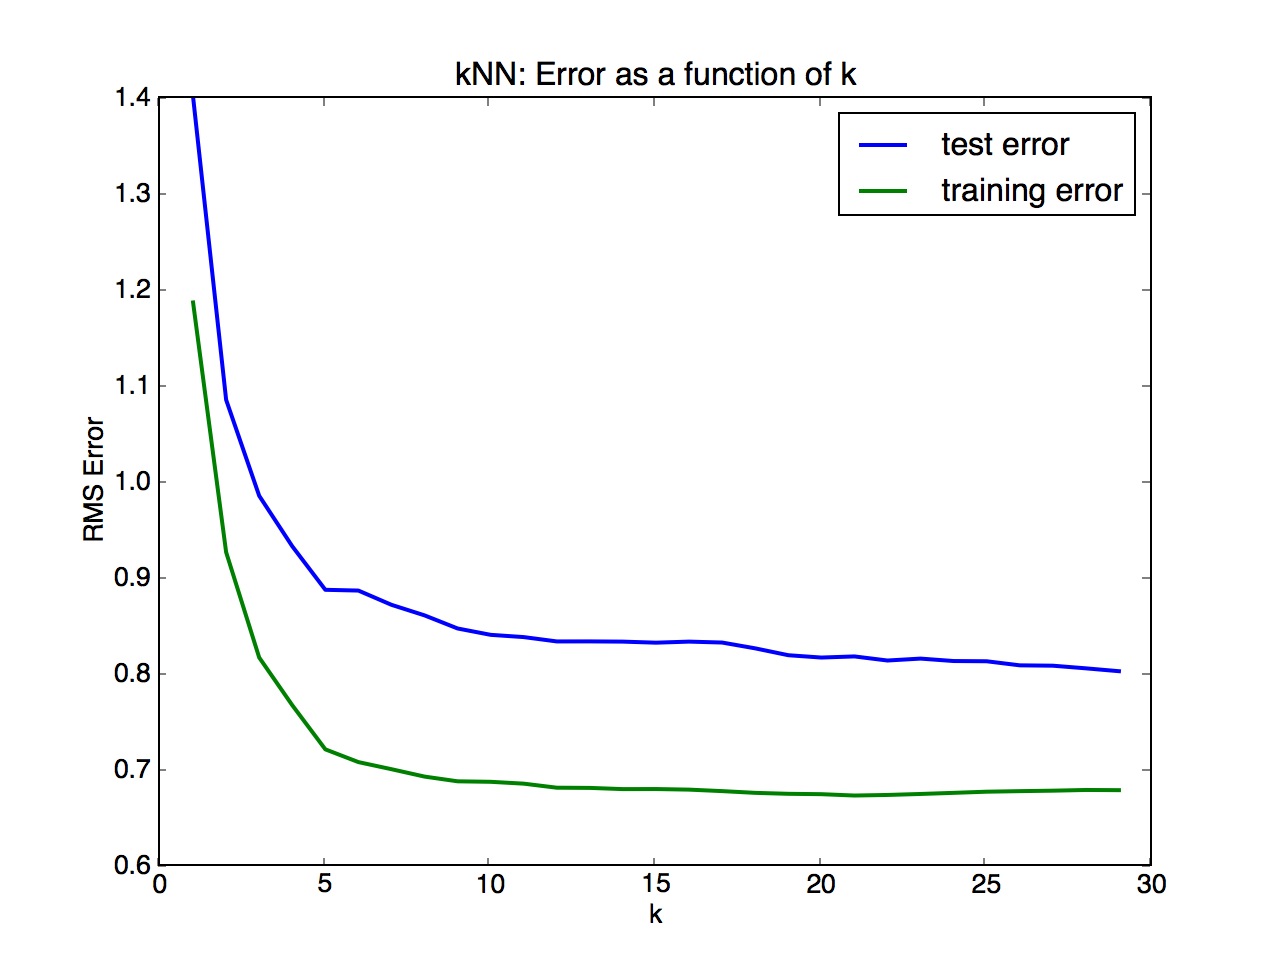 kNN: Error as a function of k
test error
training error
1.4
1.3
1.2
1.1
1.0
0.9
0.8
0.7
0.6
RMS Error
0 5 10 15 20 25 30
k